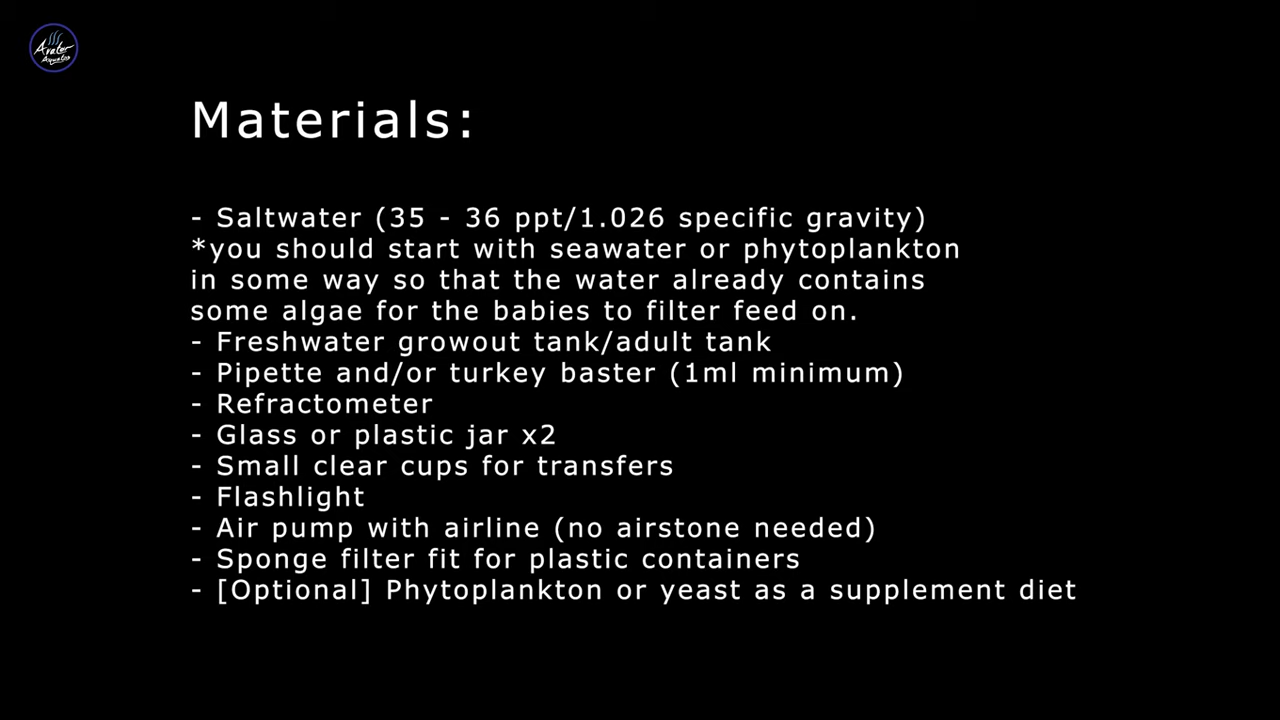 Avatar
Aquatics
Materials:
- Saltwater (35 - 36 ppt/1.026 specific gravity)
*you should start with seawater or phytoplankton
in some way so that the water already contains
some algae for the babies to filter feed on.
- Freshwater growout tank/adult tank
- Pipette and/or turkey baster (1ml minimum)
- Refractometer
- Glass or plastic jar x2
- Small clear cups for transfers
- Flashlight
- Air pump with airline (no airstone needed)
- Sponge filter fit for plastic containers
- [Optional] Phytoplankton or yeast as a supplement diet